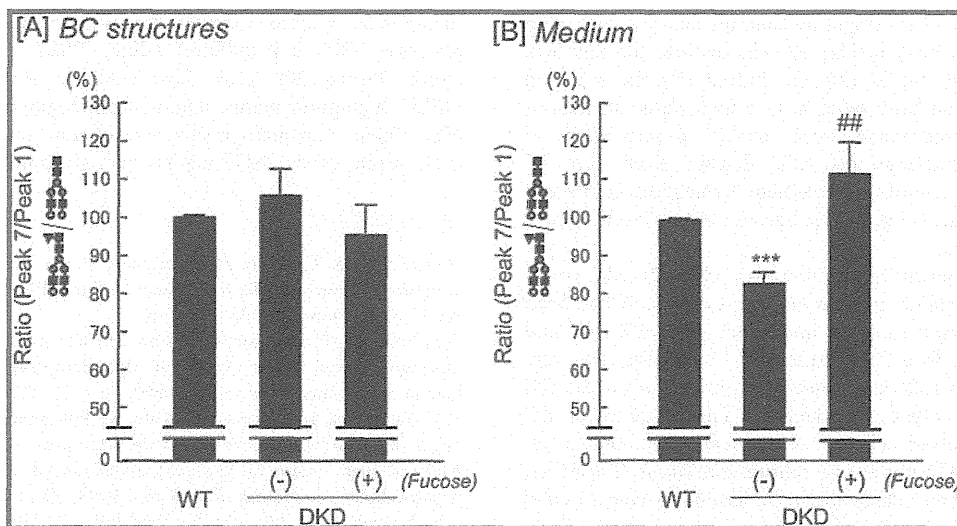 [A] BC structures
(%)
130
120
110
100
90
80
70
60
50
0
Ratio (Peak 7/Peak 1)
WT
(-)
(+)
(Fucose)
DKD
[B] Medium
(%)
130
120
110
100
90
80
70
60
50
0
Ratio (Peak 7/Peak 1)
***
##
WT
(-)
(+)
(Fucose)
DKD